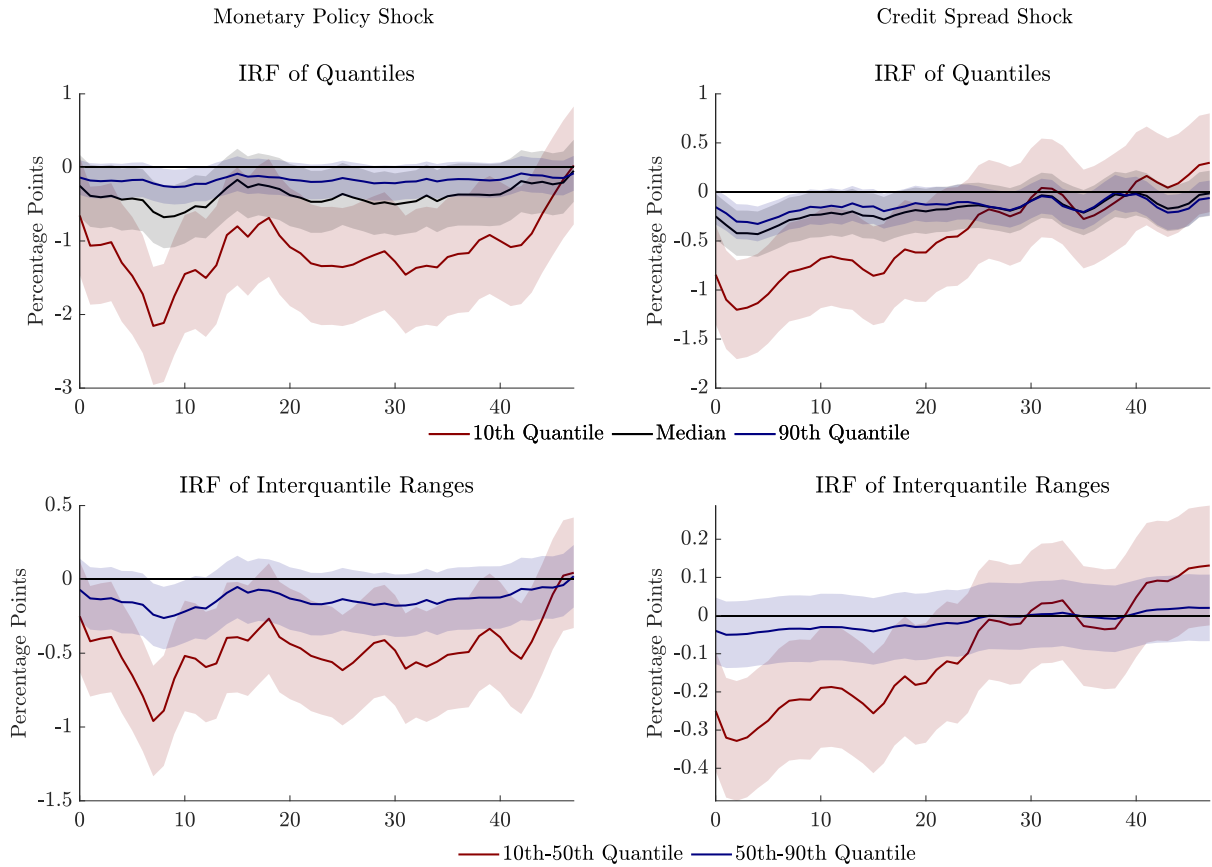 Monetary Policy Shock
Credit Spread Shock
IRF of Quantiles
IRF of Quantiles
Percentage Points
1
0
-1
-2
-3
0 10 20 30 40
Percentage Points
1
0.5
0
-0.5
-1
-1.5
-2
0 10 20 30 40
10th Quantile Median 90th Quantile
IRF of Interquantile Ranges
IRF of Interquantile Ranges
Percentage Points
0.5
0
-0.5
-1
-1.5
0 10 20 30 40
Percentage Points
0.2
0.1
0
-0.1
-0.2
-0.3
-0.4
0 10 20 30 40
10th-50th Quantile 50th-90th Quantile